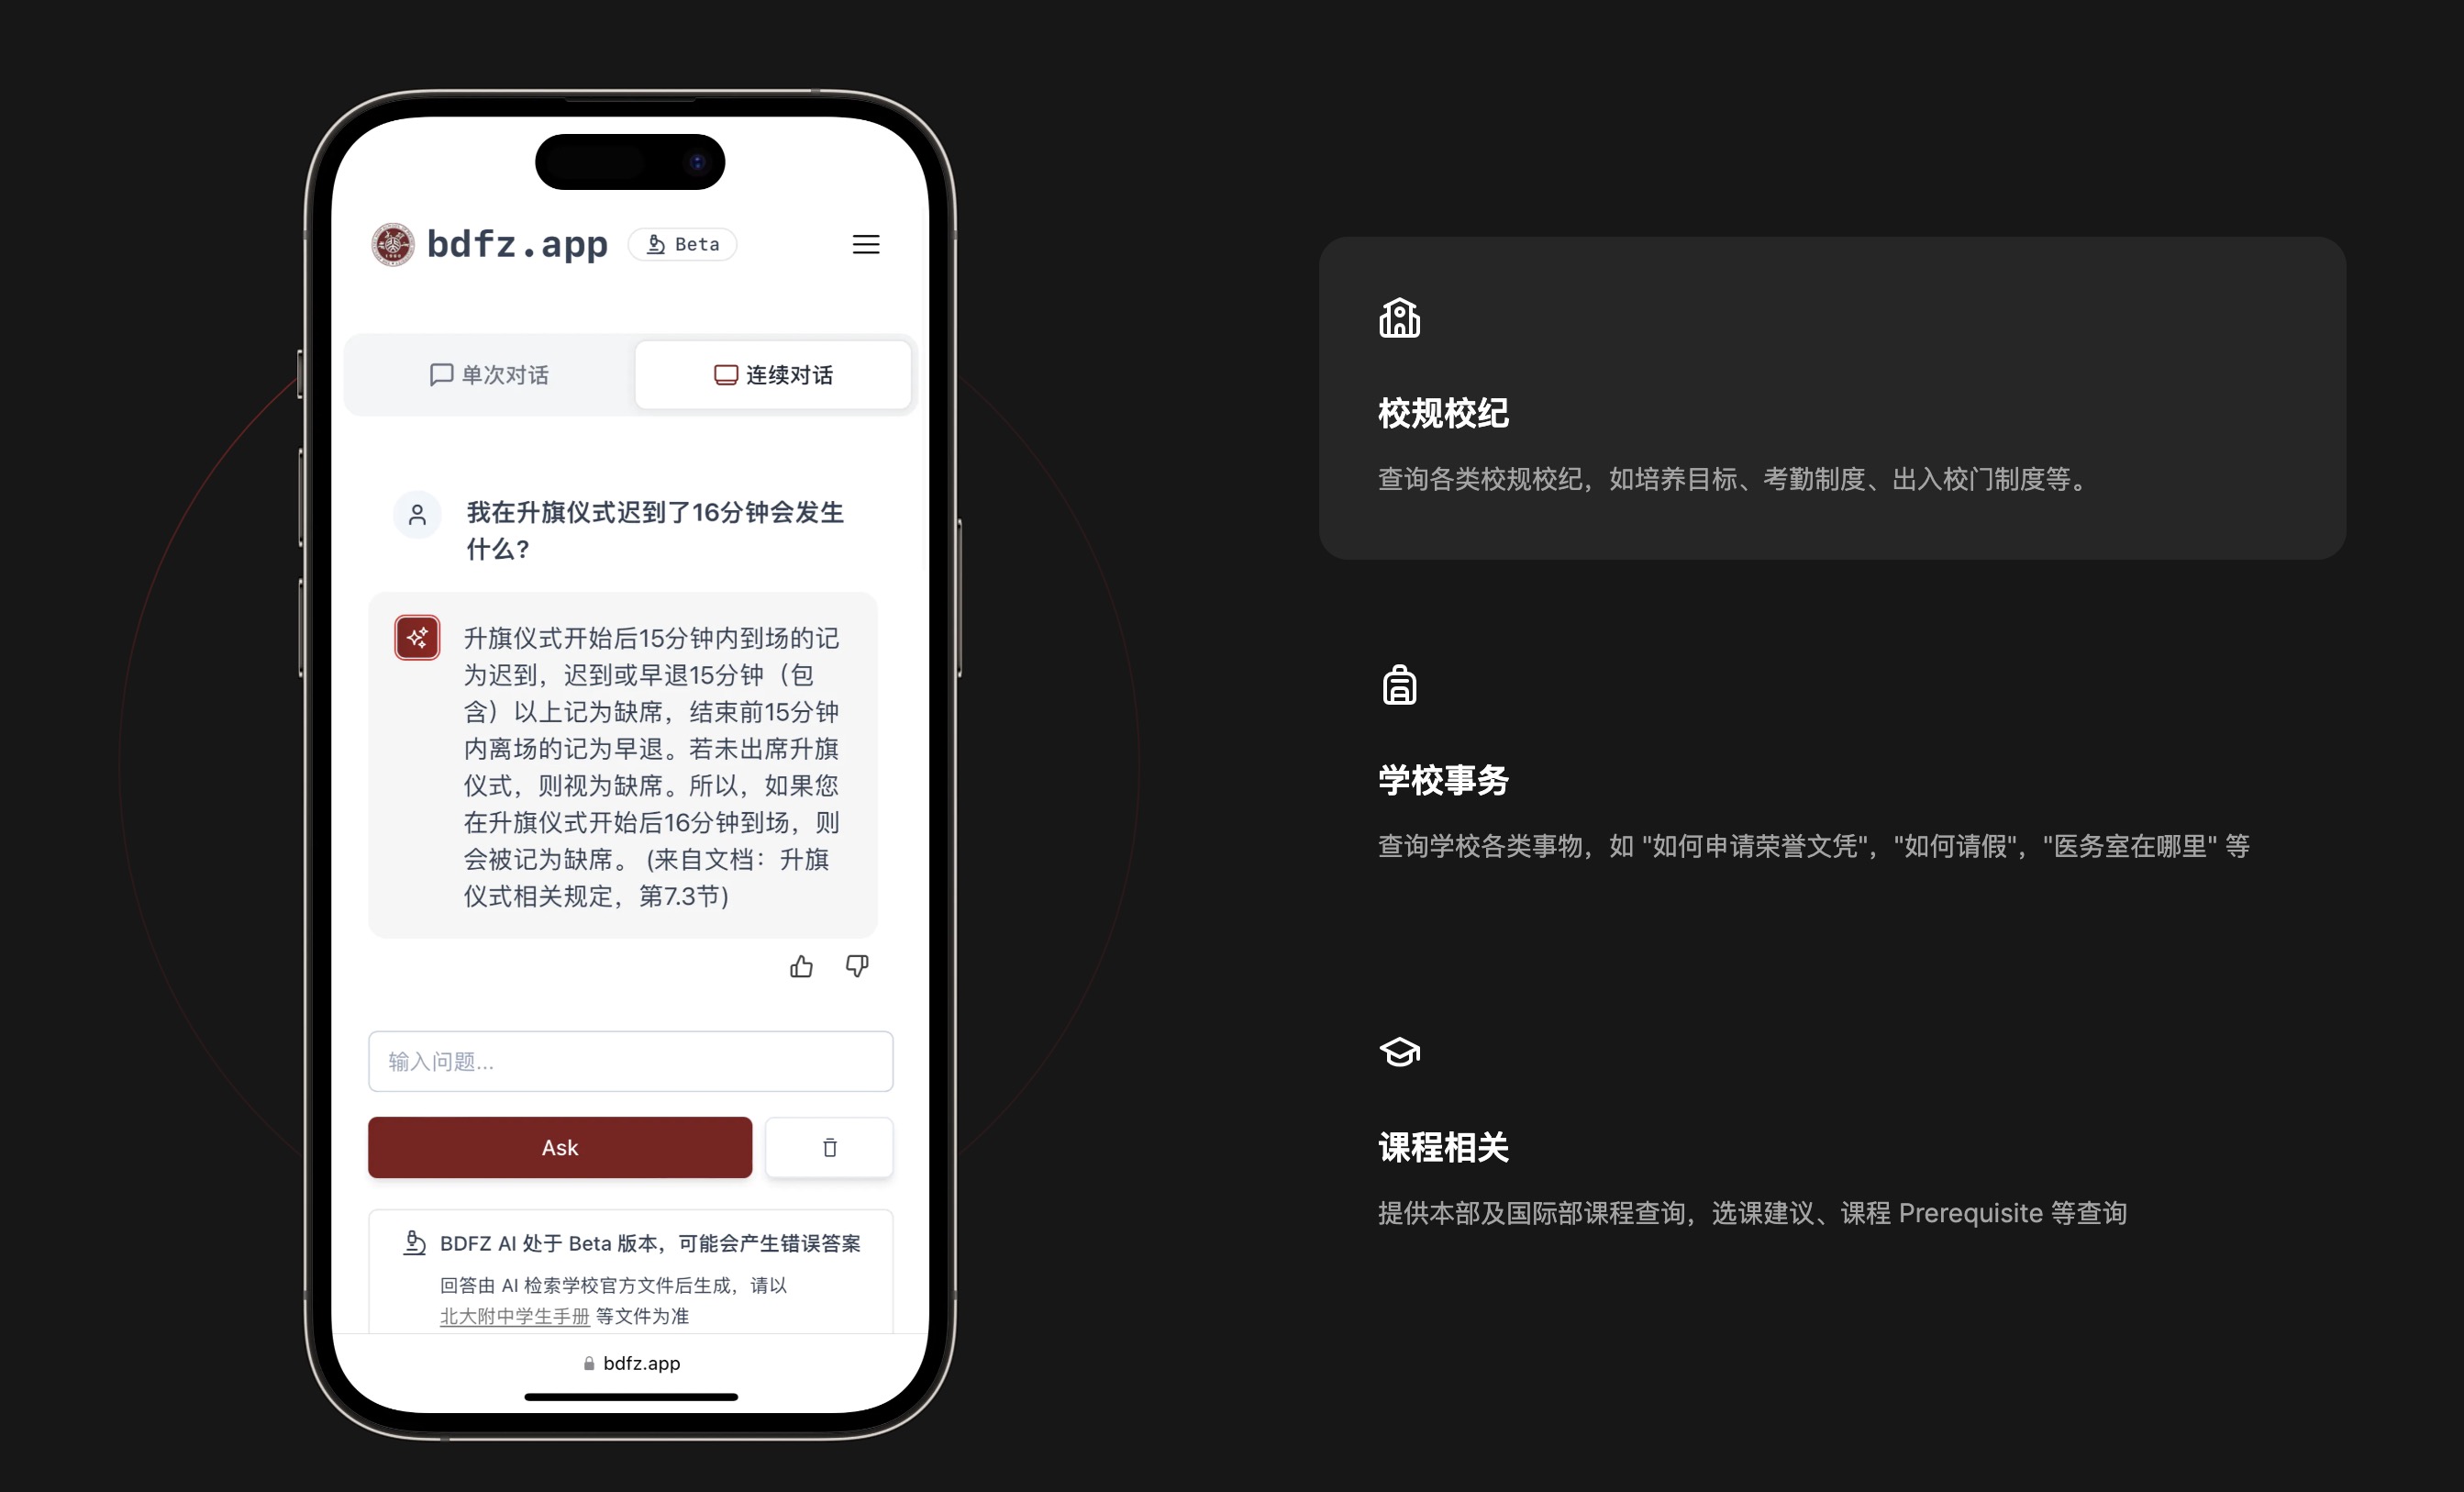 bdfz.app
Beta
单次对话
连续对话
我在升旗仪式迟到了16分钟会发生
什么?
升旗仪式开始后15分钟内到场的记
为迟到，迟到或早退15分钟（包
含）以上记为缺席，结束前15分钟
内离场的记为早退。若未出席升旗
仪式，则视为缺席。所以，如果您
在升旗仪式开始后16分钟到场，则
会被记为缺席。 (来自文档：升旗
仪式相关规定，第7.3节)
输入问题...
Ask
BDFZ AI 处于 Beta 版本，可能会产生错误答案
回答由 AI 检索学校官方文件后生成，请以
北大附中学生手册 等文件为准
bdfz.app
校规校纪
查询各类校规校纪，如培养目标、考勤制度、出入校门制度等。
学校事务
查询学校各类事物，如 "如何申请荣誉文凭"，"如何请假"，"医务室在哪里" 等
课程相关
提供本部及国际部课程查询，选课建议、课程 Prerequisite 等查询